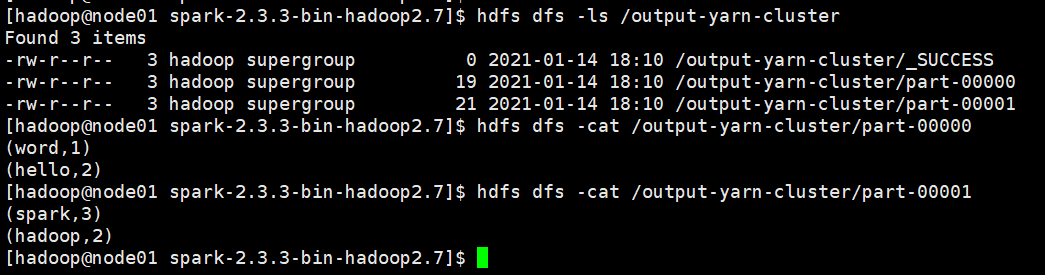 [hadoop@node01 spark-2.3.3-bin-hadoop2.7]$ hdfs dfs -ls /output-yarn-cluster
Found 3 items
-rw-r--r--   3 hadoop supergroup          0 2021-01-14 18:10 /output-yarn-cluster/_SUCCESS
-rw-r--r--   3 hadoop supergroup         19 2021-01-14 18:10 /output-yarn-cluster/part-00000
-rw-r--r--   3 hadoop supergroup         21 2021-01-14 18:10 /output-yarn-cluster/part-00001
[hadoop@node01 spark-2.3.3-bin-hadoop2.7]$ hdfs dfs -cat /output-yarn-cluster/part-00000
(word,1)
(hello,2)
[hadoop@node01 spark-2.3.3-bin-hadoop2.7]$ hdfs dfs -cat /output-yarn-cluster/part-00001
(spark,3)
(hadoop,2)
[hadoop@node01 spark-2.3.3-bin-hadoop2.7]$